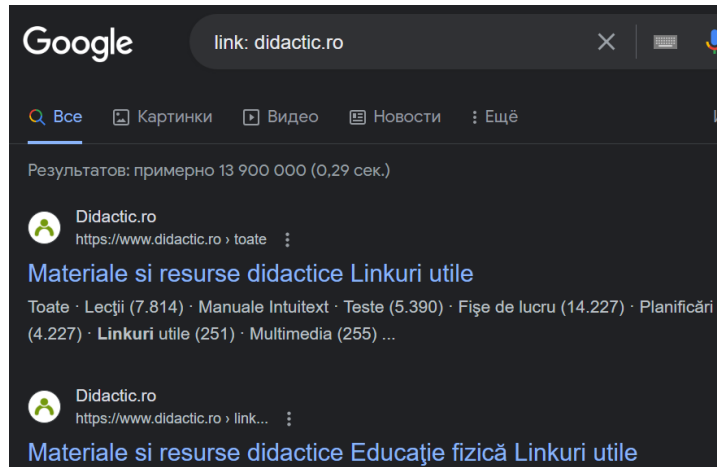 Google
link: didactic.ro
Все Картинки Видео Новости Ещё
Результатов: примерно 13 900 000 (0,29 сек.)
Didactic.ro
https://www.didactic.ro › toate
Materiale si resurse didactice Linkuri utile
Toate · Lecţii (7.814) · Manuale Intuitext · Teste (5.390) · Fişe de lucru (14.227) · Planificări
(4.227) · Linkuri utile (251) · Multimedia (255) ...
Didactic.ro
https://www.didactic.ro › link...
Materiale si resurse didactice Educaţie fizică Linkuri utile